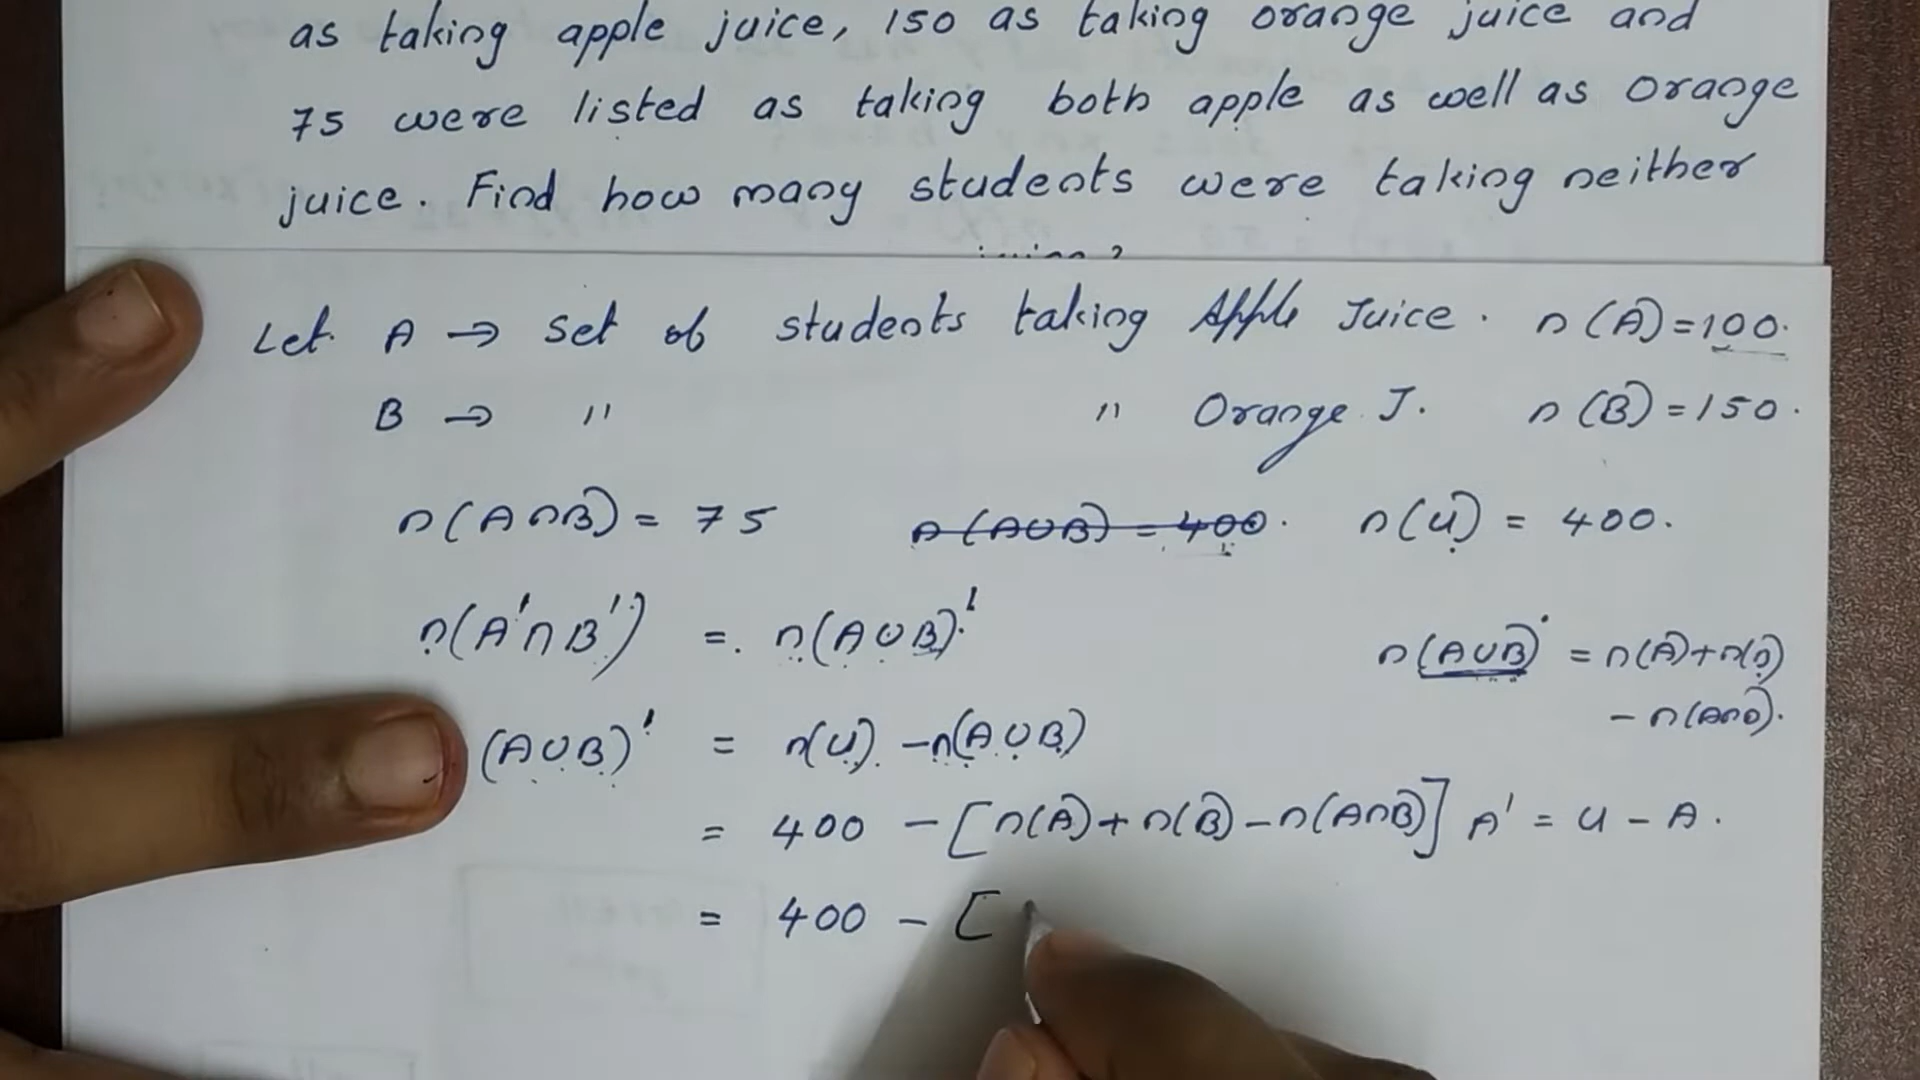 as taking apple juice, 150 as taking orange juice and
75 were listed as taking both apple as well as orange
juice. Find how many students were taking neither
Let A → set of students taking Apple Juice. n(A)=100.
B → " " Orange J. n(B)=150.
n(A∩B) = 75 n(A∪B) = 400. n(U) = 400.
n(A'∩B') = n(A∪B)'
n(A∪B) = n(A)+n(B)
- n(A∩B).
(A∪B)' = n(U) - n(A∪B)
= 400 - [n(A)+n(B)-n(A∩B)] A' = U - A.
= 400 - [